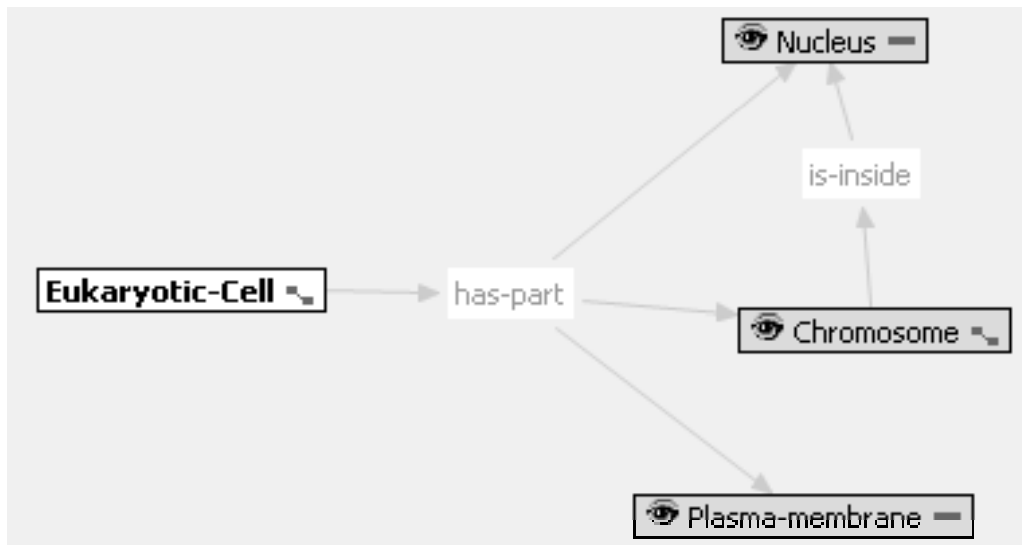 Nucleus
is-inside
Eukaryotic-Cell
has-part
Chromosome
Plasma-membrane